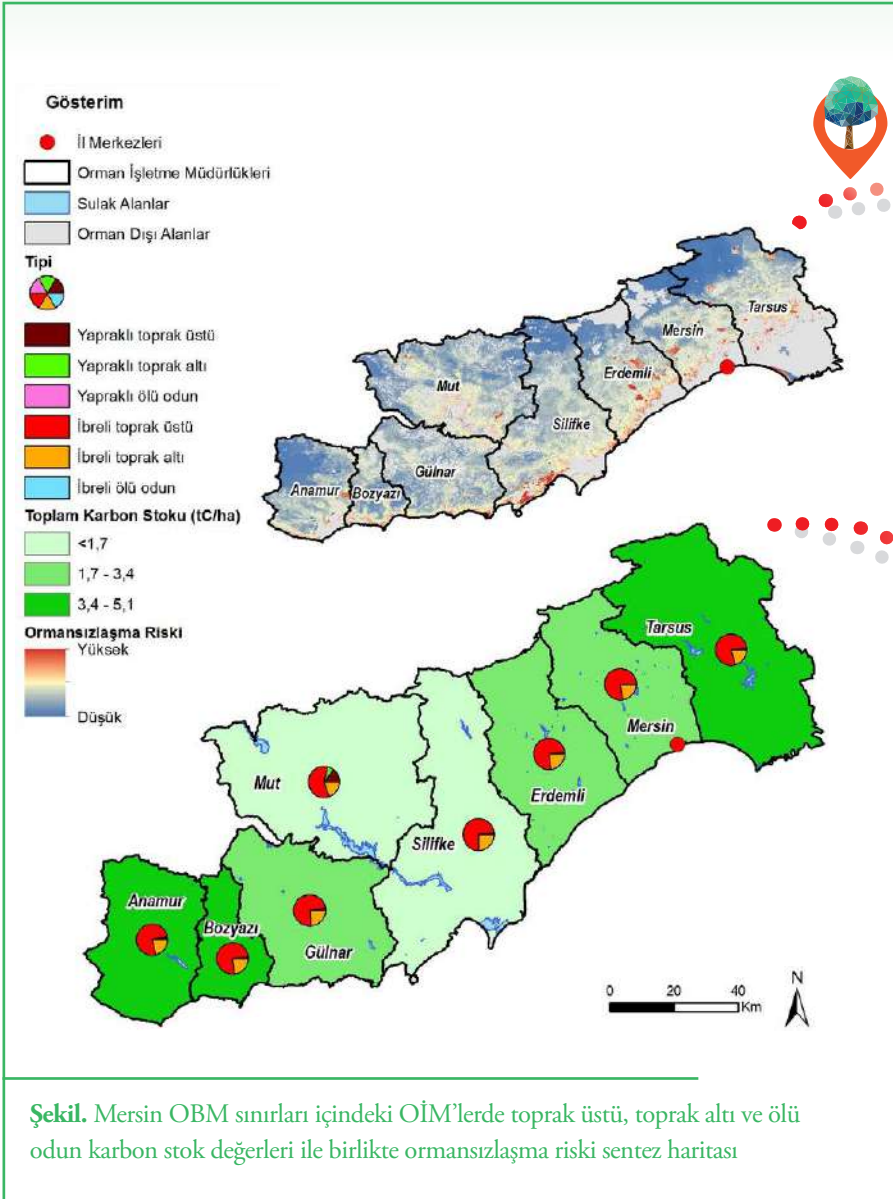 Gösterim
İl Merkezleri
Orman İşletme Müdürlükleri
Sulak Alanlar
Orman Dışı Alanlar
Tipi
Yapraklı toprak üstü
Yapraklı toprak altı
Yapraklı ölü odun
İbreli toprak üstü
İbreli toprak altı
İbreli ölü odun
Toplam Karbon Stoku (tC/ha)
<1,7
1,7 - 3,4
3,4 - 5,1
Ormansızlaşma Riski
Yüksek
Düşük
Tarsus
Mersin
Erdemli
Mut
Silifke
Gülnar
Anamur
Bozyazı
Tarsus
Mersin
Erdemli
Mut
Silifke
Anamur
Bozyazı
Gülnar
0 20 40
Km
N
Şekil. Mersin OBM sınırları içindeki OİM'lerde toprak üstü, toprak altı ve ölü
odun karbon stok değerleri ile birlikte ormansızlaşma riski sentez haritası